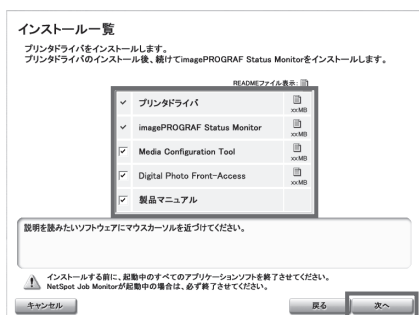 インストール一覧
プリンタドライバをインストールします。
プリンタドライバのインストール後、続けてimagePROGRAF Status Monitorをインストールします。
READMEファイル表示:
プリンタドライバ
xxMB
imagePROGRAF Status Monitor
xxMB
Media Configuration Tool
xxMB
Digital Photo Front-Access
xxMB
製品マニュアル
説明を読みたいソフトウェアにマウスカーソルを近づけてください。
インストールする前に、起動中のすべてのアプリケーションソフトを終了させてください。
NetSpot Job Monitorが起動中の場合は、必ず終了させてください。
キャンセル
戻る
次へ